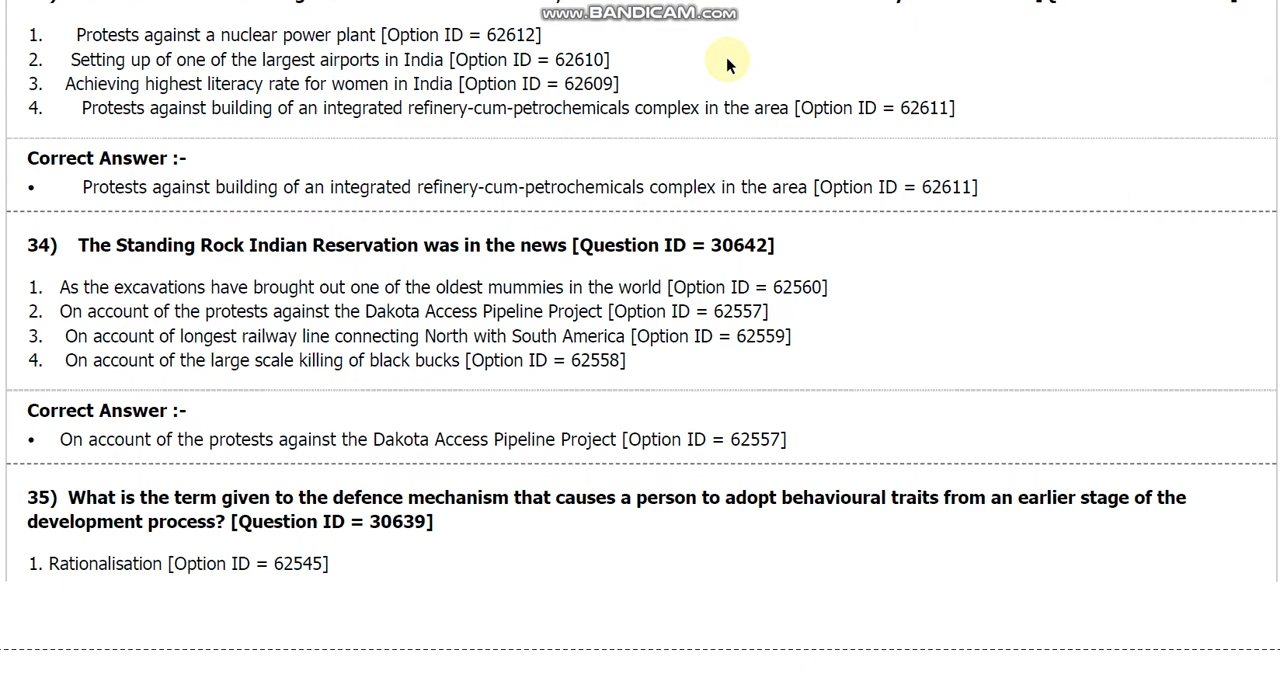 www.BANDICAM.com
1. Protests against a nuclear power plant [Option ID = 62612]
2. Setting up of one of the largest airports in India [Option ID = 62610]
3. Achieving highest literacy rate for women in India [Option ID = 62609]
4. Protests against building of an integrated refinery-cum-petrochemicals complex in the area [Option ID = 62611]
Correct Answer :-
• Protests against building of an integrated refinery-cum-petrochemicals complex in the area [Option ID = 62611]
34) The Standing Rock Indian Reservation was in the news [Question ID = 30642]
1. As the excavations have brought out one of the oldest mummies in the world [Option ID = 62560]
2. On account of the protests against the Dakota Access Pipeline Project [Option ID = 62557]
3. On account of longest railway line connecting North with South America [Option ID = 62559]
4. On account of the large scale killing of black bucks [Option ID = 62558]
Correct Answer :-
• On account of the protests against the Dakota Access Pipeline Project [Option ID = 62557]
35) What is the term given to the defence mechanism that causes a person to adopt behavioural traits from an earlier stage of the
development process? [Question ID = 30639]
1. Rationalisation [Option ID = 62545]